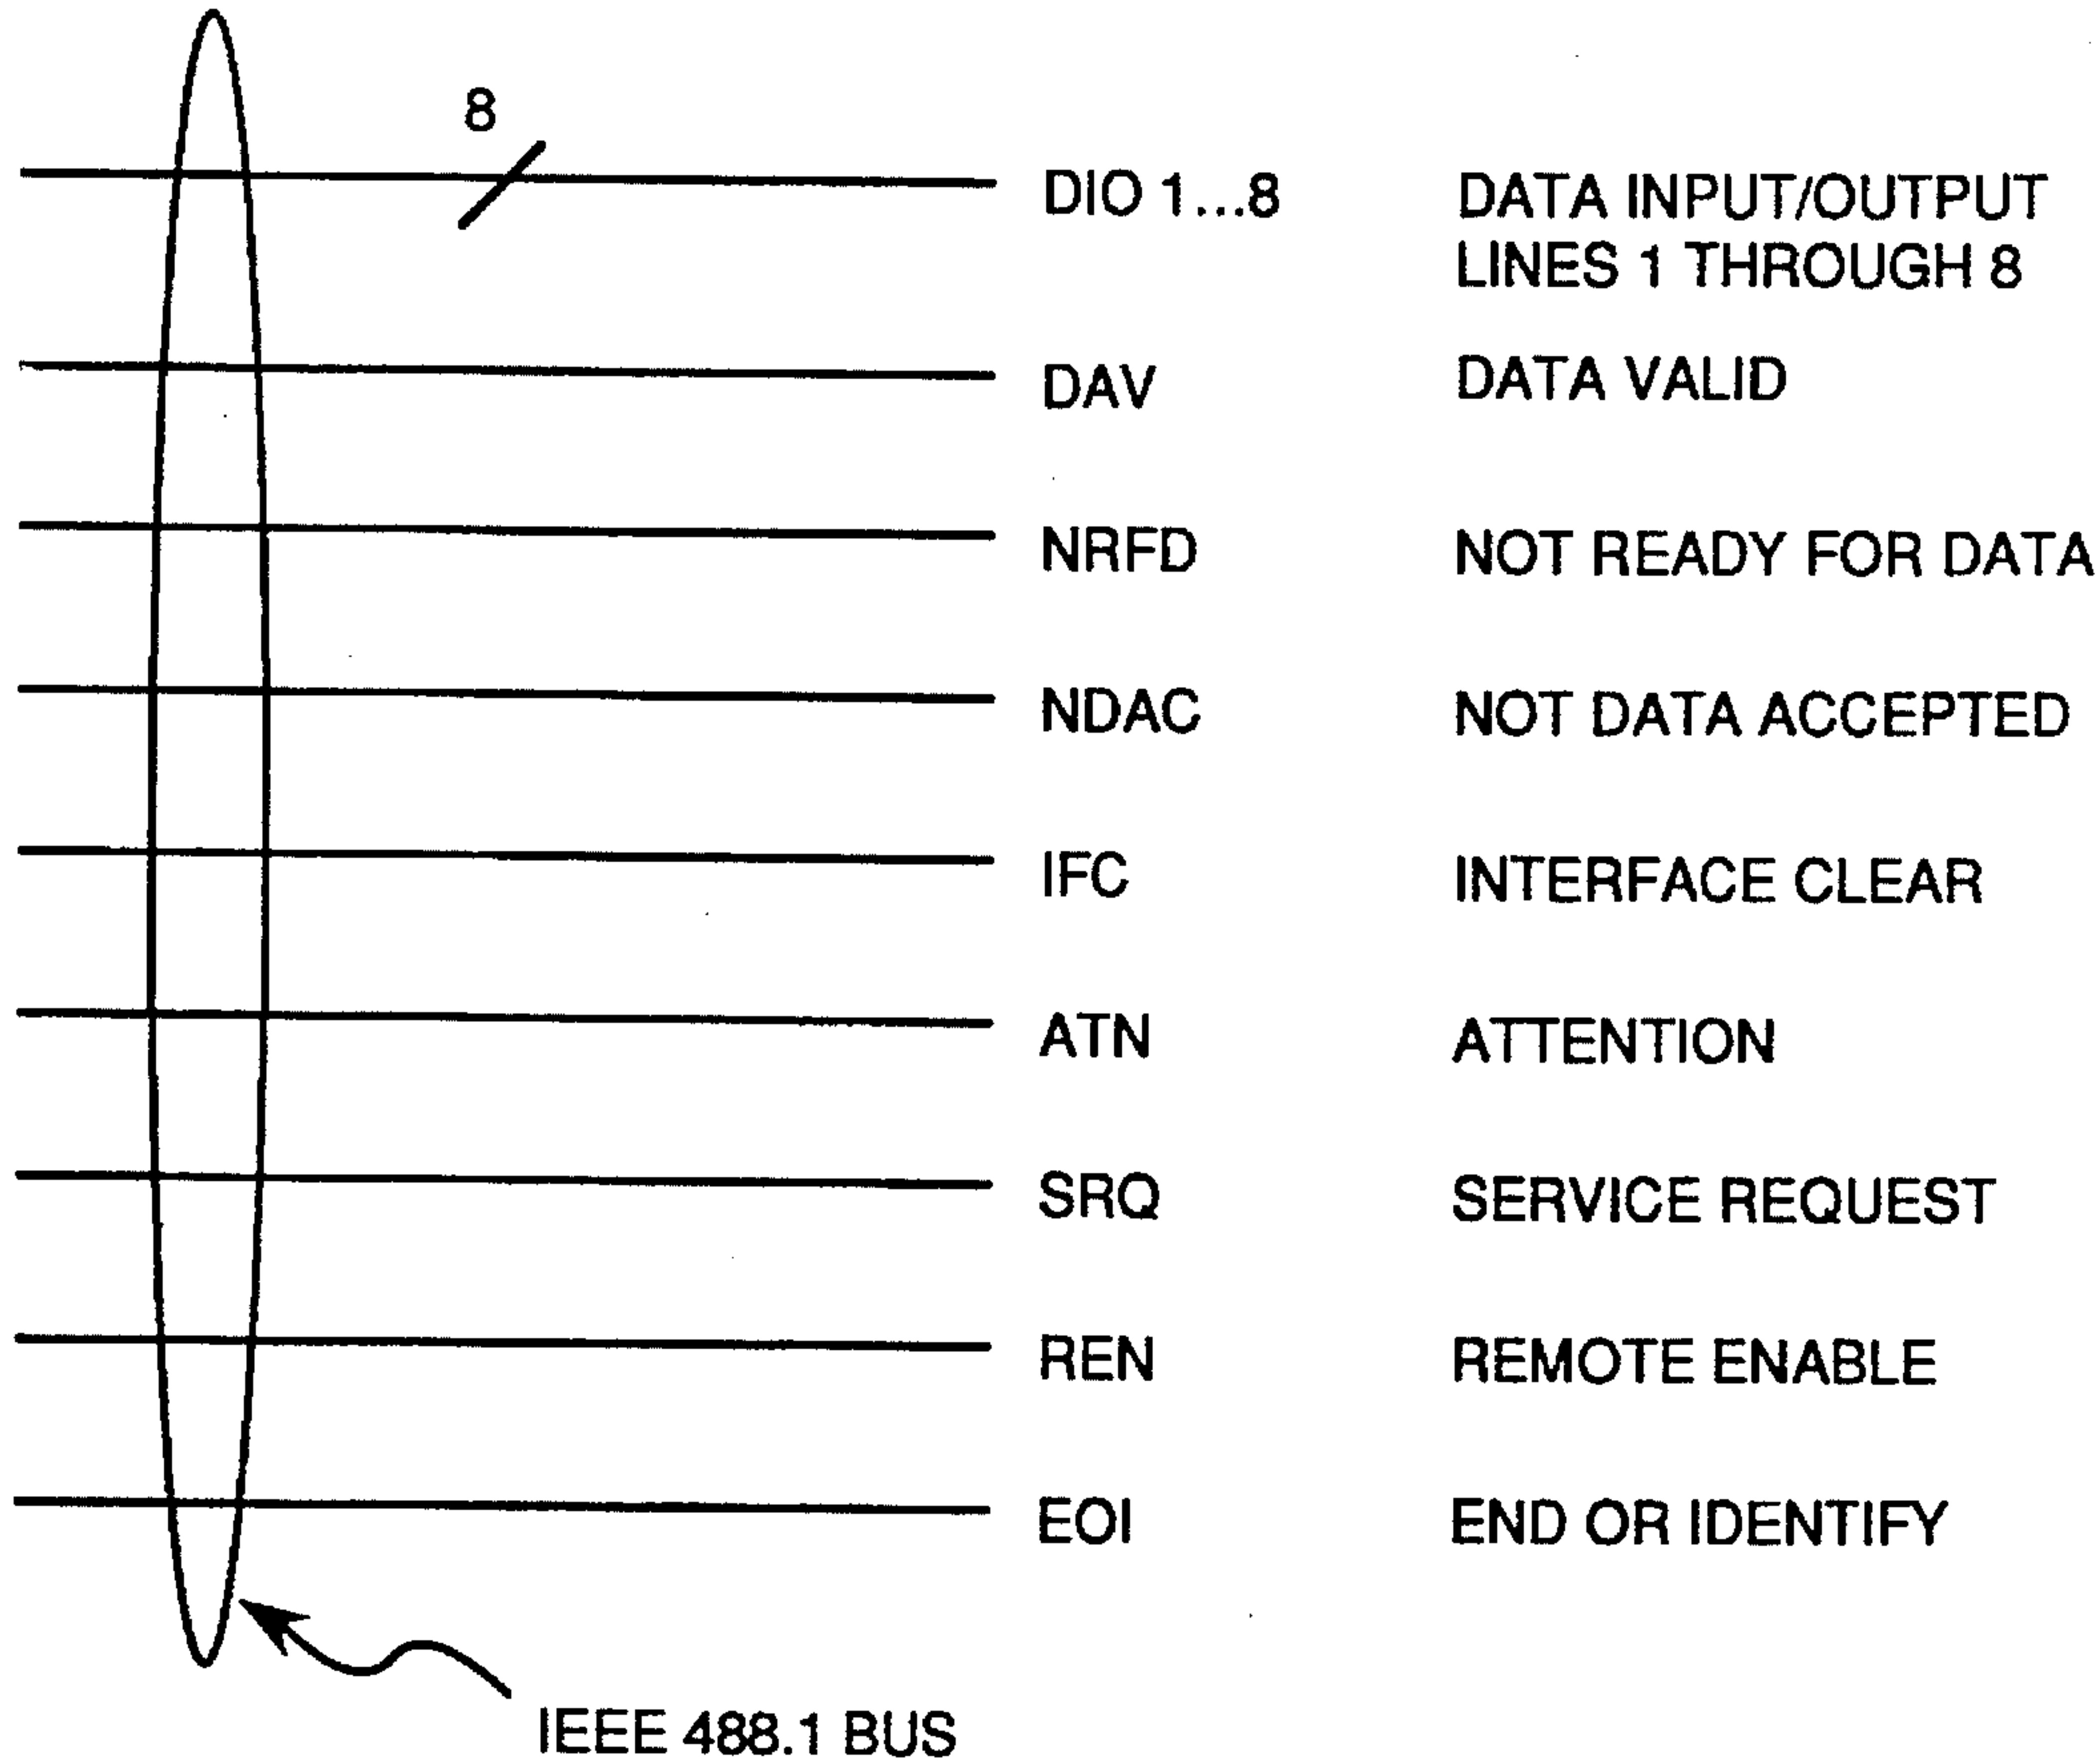 8
DIO 1...8 DATA INPUT/OUTPUT
LINES 1 THROUGH 8
DAV DATA VALID
NRFD NOT READY FOR DATA
NDAC NOT DATA ACCEPTED
IFC INTERFACE CLEAR
ATN ATTENTION
SRQ SERVICE REQUEST
REN REMOTE ENABLE
EOI END OR IDENTIFY
IEEE 488.1 BUS